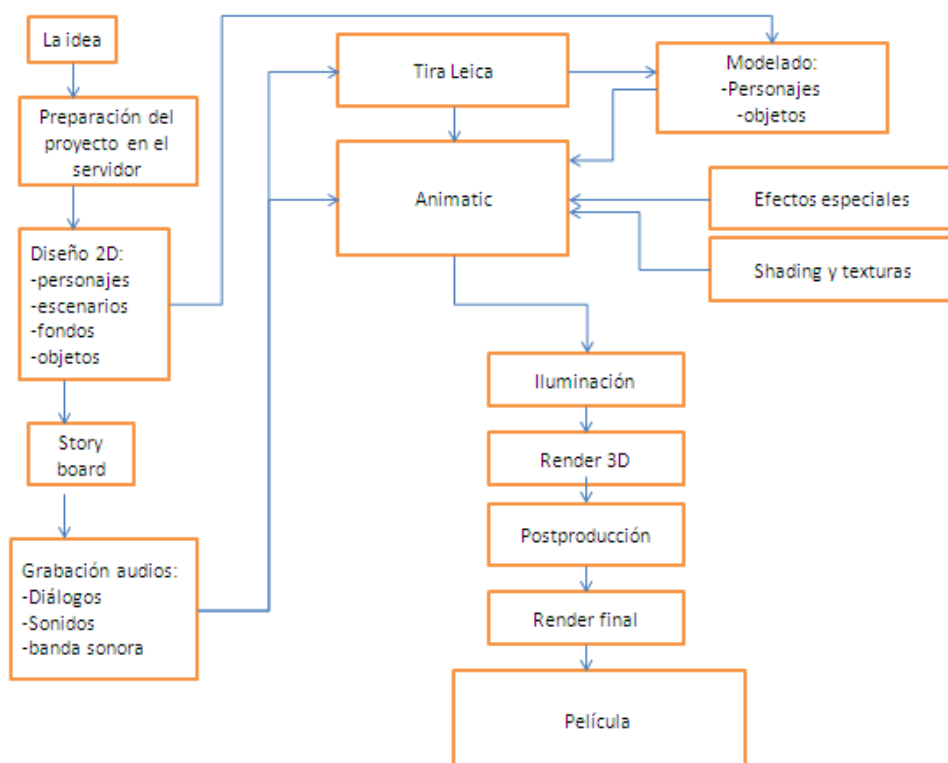 La idea
Preparación del
proyecto en el
servidor
Diseño 2D:
-personajes
-escenarios
-fondos
-objetos
Story
board
Grabación audios:
-Diálogos
-Sonidos
-banda sonora
Tira Leica
Animatic
Modelado:
-Personajes
-objetos
Efectos especiales
Shading y texturas
Iluminación
Render 3D
Postproducción
Render final
Película